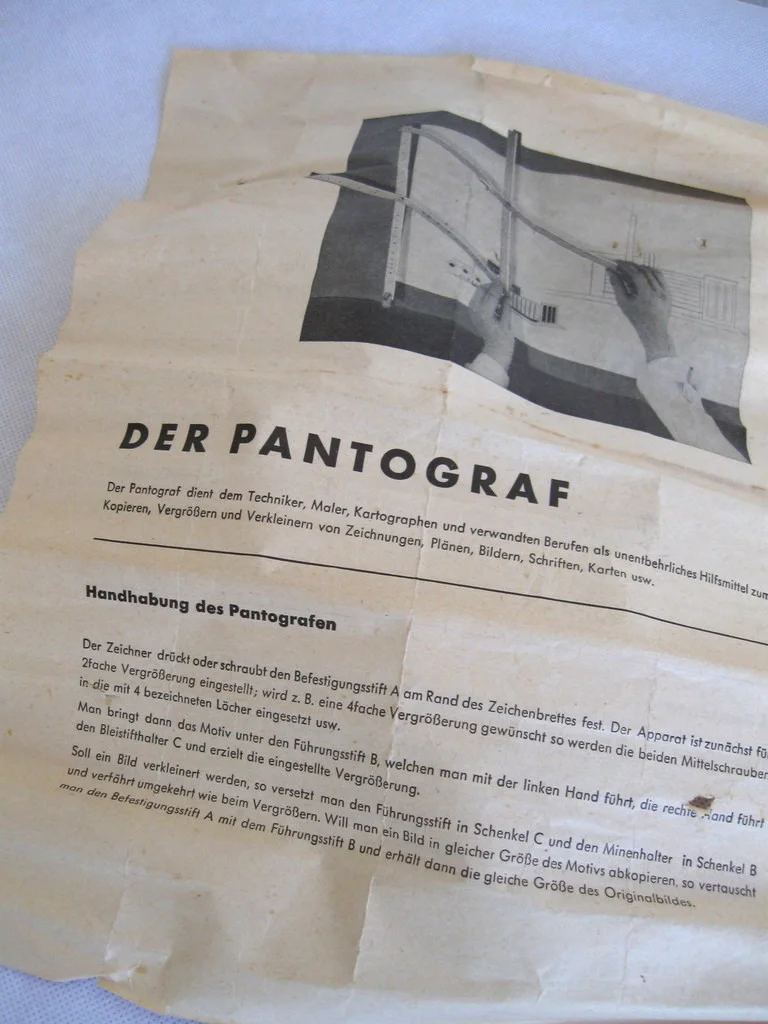 DER PANTOGRAF
Der Pantograf dient dem Techniker, Maler, Kartographen und verwandten Berufen als unentbehrliches Hilfsmittel zum
Kopieren, Vergrößern und Verkleinern von Zeichnungen, Plänen, Bildern, Schriften, Karten usw.
Handhabung des Pantografen
Der Zeichner drückt oder schraubt den Befestigungsstift A am Rand des Zeichenbrettes fest. Der Apparat ist zunächst für
2fache Vergrößerung eingestellt; wird z. B. eine 4fache Vergrößerung gewünscht so werden die beiden Mittelschrauben
in die mit 4 bezeichneten Löcher eingesetzt usw.
Man bringt dann das Motiv unter den Führungsstift B, welchen man mit der linken Hand führt, die rechte Hand führt
den Bleistifthalter C und erzielt die eingestellte Vergrößerung.
Soll ein Bild verkleinert werden, so versetzt man den Führungsstift in Schenkel C und den Minenhalter in Schenkel B
und verfährt umgekehrt wie beim Vergrößern. Will man ein Bild in gleicher Größe des Motivs abkopieren, so vertauscht
man den Befestigungsstift A mit dem Führungsstift B und erhält dann die gleiche Größe des Originalbildes.